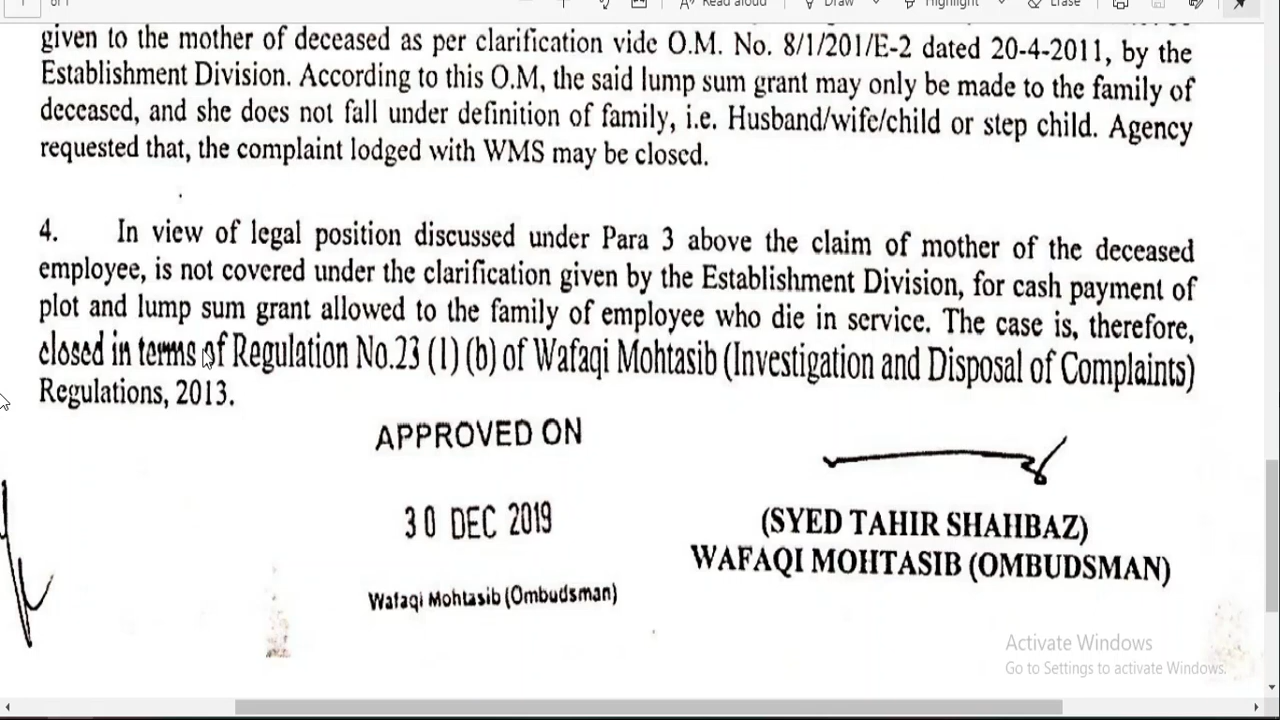 of 1
Read aloud
Draw
Highlight
Erase
given to the mother of deceased as per clarification vide O.M. No. 8/1/201/E-2 dated 20-4-2011, by the
Establishment Division. According to this O.M, the said lump sum grant may only be made to the family of
deceased, and she does not fall under definition of family, i.e. Husband/wife/child or step child. Agency
requested that, the complaint lodged with WMS may be closed.
4. In view of legal position discussed under Para 3 above the claim of mother of the deceased
employee, is not covered under the clarification given by the Establishment Division, for cash payment of
plot and lump sum grant allowed to the family of employee who die in service. The case is, therefore,
closed in terms of Regulation No.23 (1) (b) of Wafaqi Mohtasib (Investigation and Disposal of Complaints)
Regulations, 2013.
APPROVED ON
30 DEC 2019
Wafaqi Mohtasib (Ombudsman)
(SYED TAHIR SHAHBAZ)
WAFAQI MOHTASIB (OMBUDSMAN)
Activate Windows
Go to Settings to activate Windows.